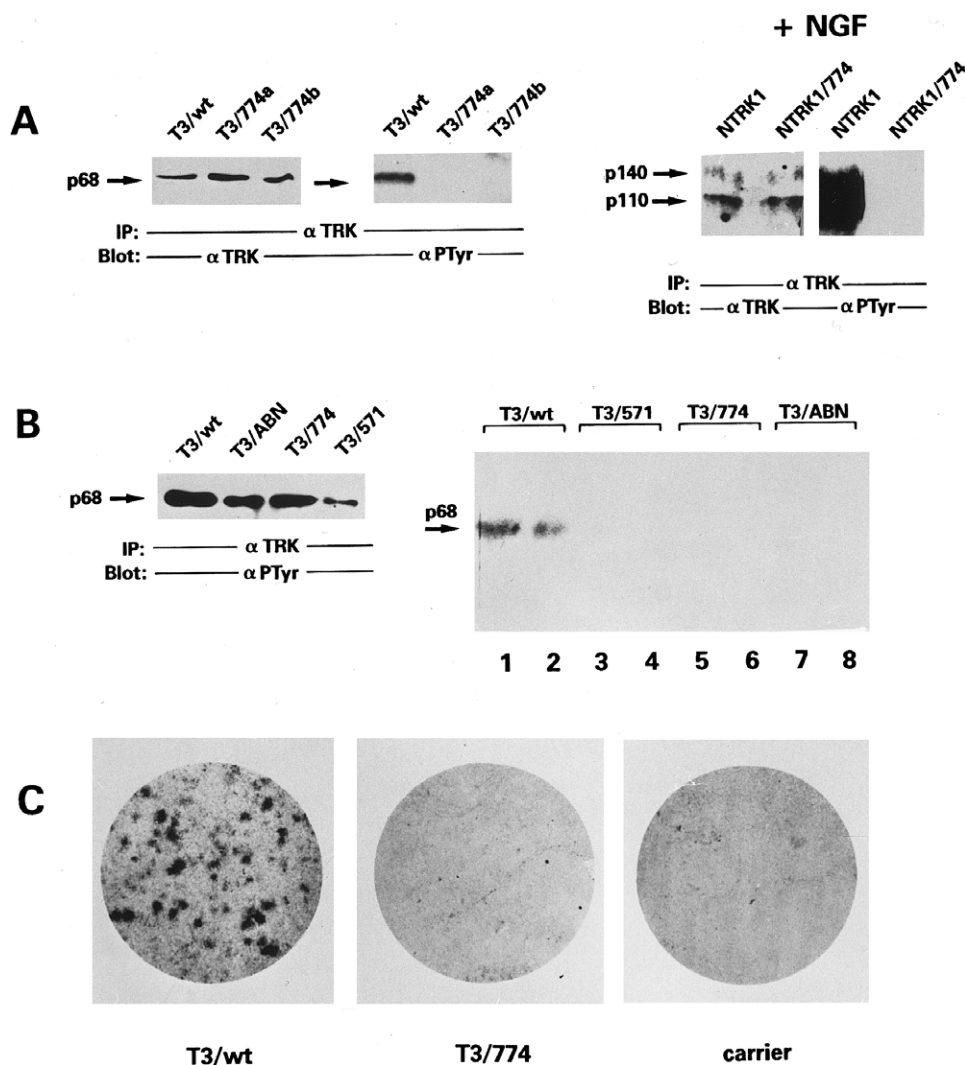 + NGF
A
T3/wt
T3/774a
T3/774b
T3/wt
T3/774a
T3/774b
NTRK1
NTRK1/774
NTRK1
NTRK1/774
p68
p140
p110
IP: α TRK
Blot: α TRK α PTyr
IP: α TRK
Blot: α TRK α PTyr
B
T3/wt
T3/ABN
T3/774
T3/571
p68
IP: α TRK
Blot: α PTyr
T3/wt T3/571 T3/774 T3/ABN
p68
1 2 3 4 5 6 7 8
C
T3/wt T3/774 carrier